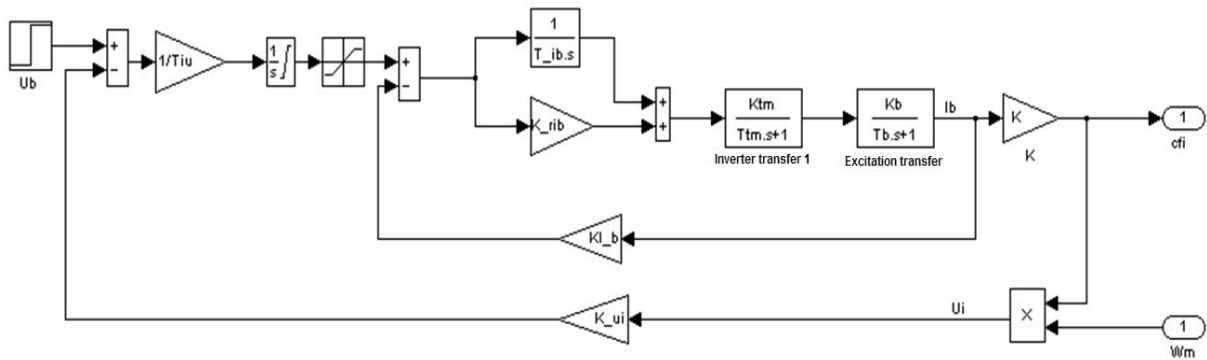 Ub
+
−
1/Tiu
1
s
+
−
1
T_ib.s
K_rib
+
+
Ktm
Ttm.s+1
Inverter transfer 1
Kb
Tb.s+1
Excitation transfer
Ib
K
K
1
cfi
KI_b
K_ui
Ui
X
1
Wm